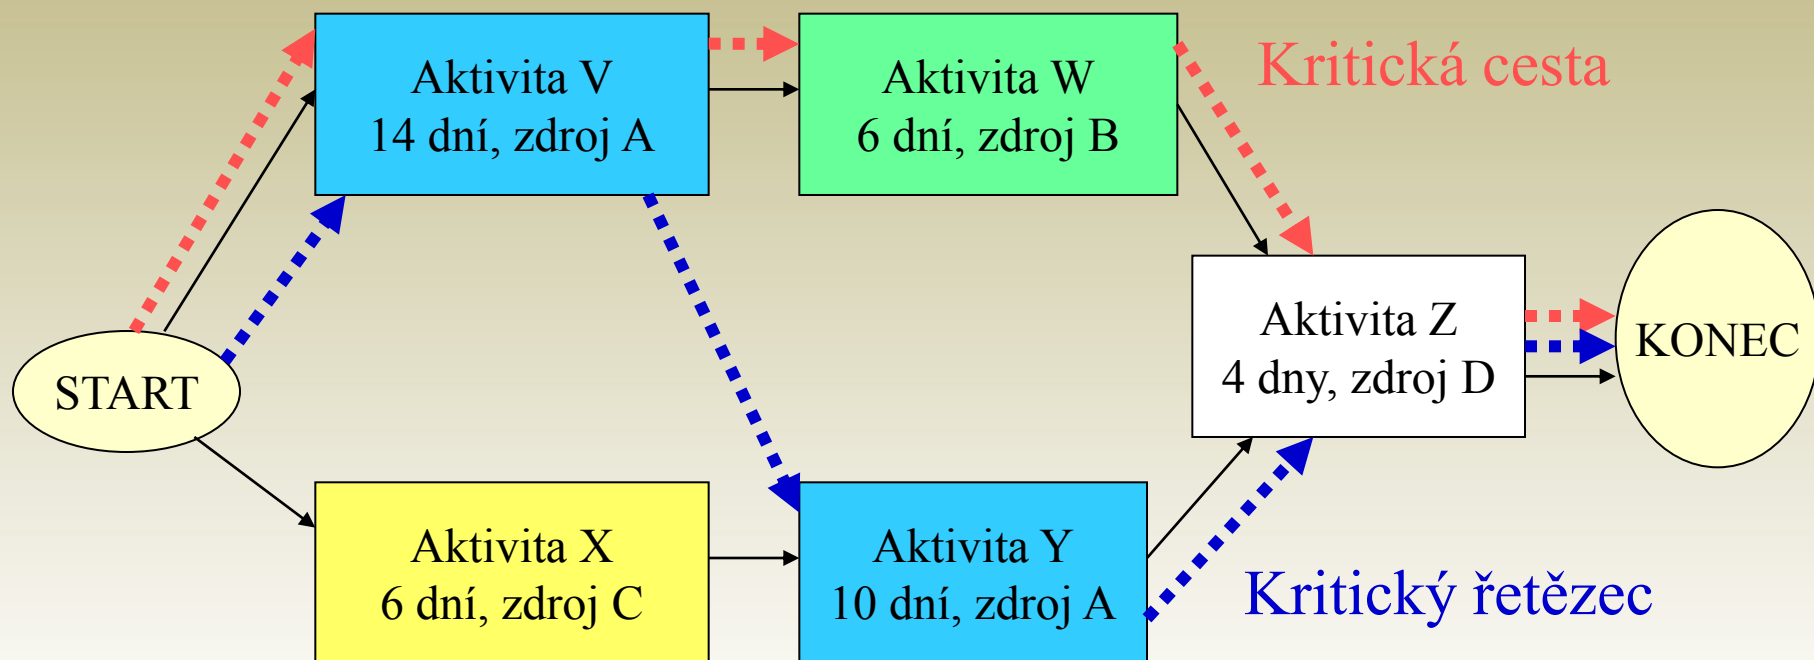 Aktivita V
14 dní, zdroj A
Aktivita W
6 dní, zdroj B
Kritická cesta
START
Aktivita Z
4 dny, zdroj D
KONEC
Aktivita X
6 dní, zdroj C
Aktivita Y
10 dní, zdroj A
Kritický řetězec